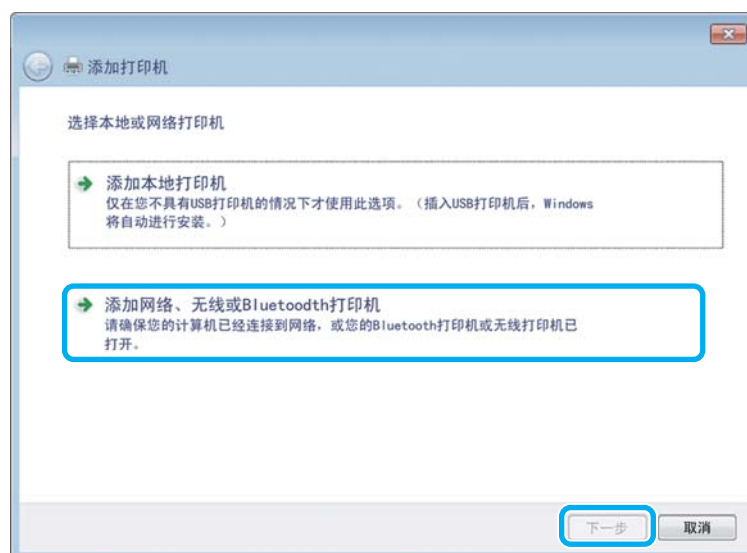 添加打印机
选择本地或网络打印机
添加本地打印机
仅在您不具有USB打印机的情况下才使用此选项。（插入USB打印机后，Windows
将自动进行安装。）
添加网络、无线或Bluetoodth打印机
请确保您的计算机已经连接到网络，或您的Bluetooth打印机或无线打印机已
打开。
下一步
取消